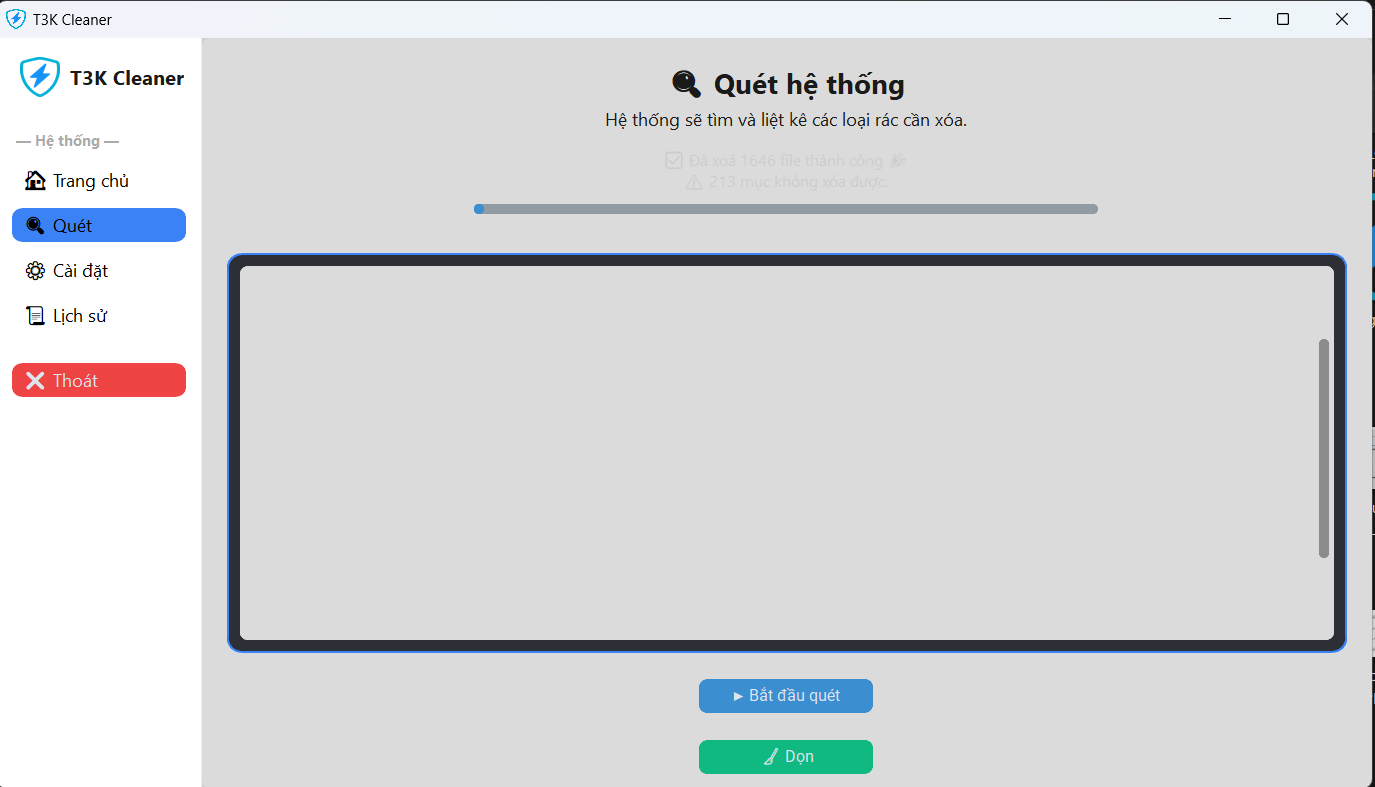 T3K Cleaner
T3K Cleaner
— Hệ thống —
Trang chủ
Quét
Cài đặt
Lịch sử
Thoát
Quét hệ thống
Hệ thống sẽ tìm và liệt kê các loại rác cần xóa.
Đã xoá 1646 file thành công
213 mục không xóa được.
Bắt đầu quét
Dọn